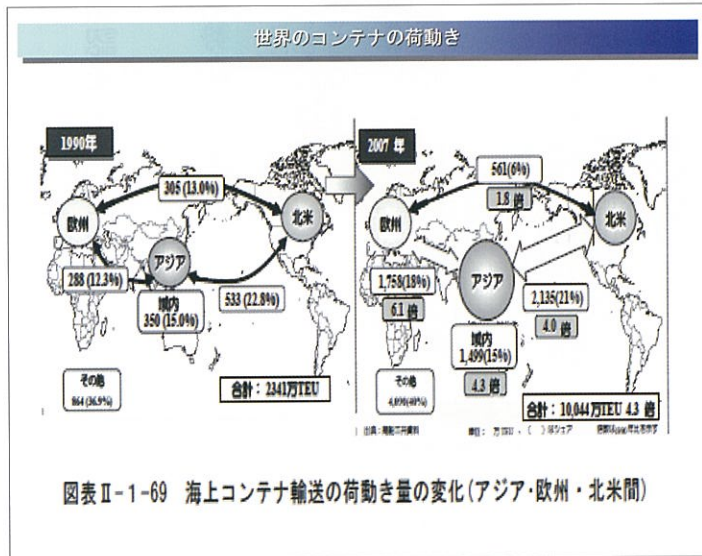 世界のコンテナの荷動き
1990年
305 (13.0%)
欧州
北米
アジア
288 (12.3%)
533 (22.8%)
域内
350 (15.0%)
その他
864 (36.9%)
合計: 2341万TEU
2007 年
561(6%)
1.8 倍
欧州
北米
アジア
1,758(18%)
6.1 倍
2,135(21%)
4.0 倍
域内
1,499(15%)
4.3 倍
その他
4,090(40%)
合計: 10,044万TEU 4.3 倍
図表Ⅱ-1-69 海上コンテナ輸送の荷動き量の変化(アジア・欧州・北米間)